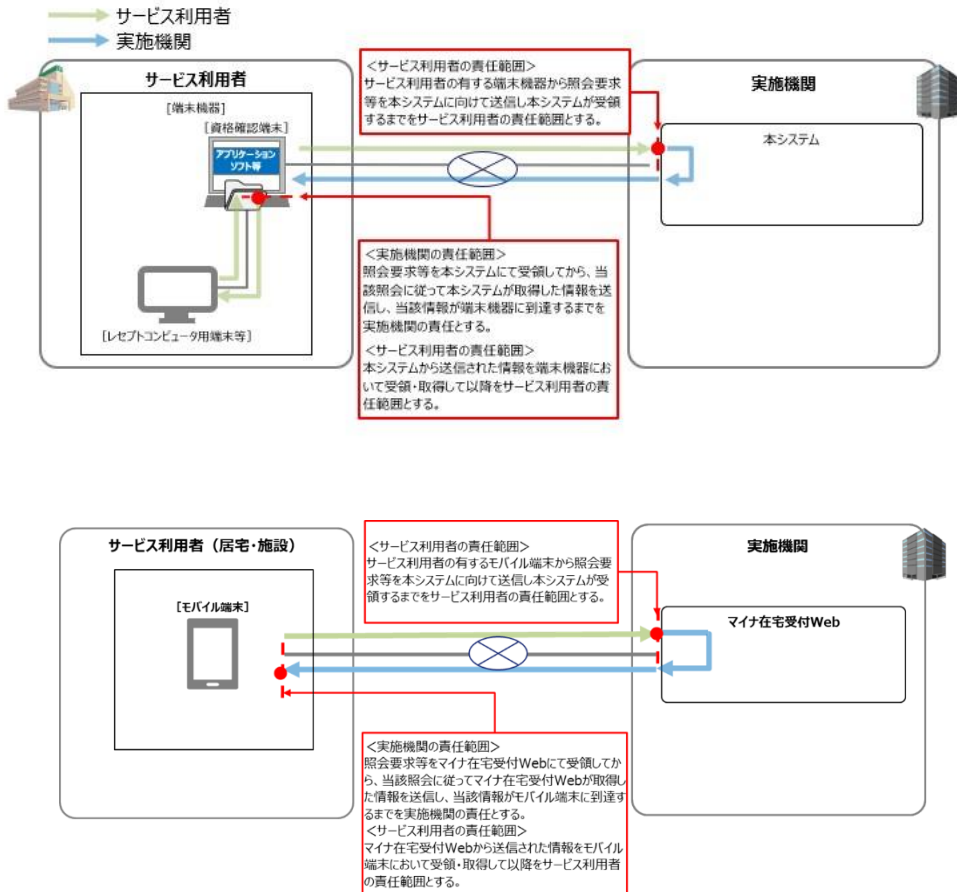 サービス利用者
実施機関
サービス利用者
[端末機器]
[資格確認端末]
アプリケーション
ソフト等
[レセプトコンピュータ用端末等]
＜サービス利用者の責任範囲＞
サービス利用者の有する端末機器から照会要求
等を本システムに向けて送信し本システムが受領
するまでをサービス利用者の責任範囲とする。
実施機関
本システム
＜実施機関の責任範囲＞
照会要求等を本システムにて受領してから、当
該照会に従って本システムが取得した情報を送
信し、当該情報が端末機器に到達するまでを
実施機関の責任とする。
＜サービス利用者の責任範囲＞
本システムから送信された情報を端末機器にお
いて受領・取得して以降をサービス利用者の責
任範囲とする。
サービス利用者（居宅・施設）
[モバイル端末]
＜サービス利用者の責任範囲＞
サービス利用者の有するモバイル端末から照会要
求等を本システムに向けて送信し本システムが受
領するまでをサービス利用者の責任範囲とする。
実施機関
マイナ在宅受付Web
＜実施機関の責任範囲＞
照会要求等をマイナ在宅受付Webにて受領してか
ら、当該照会に従ってマイナ在宅受付Webが取得し
た情報を送信し、当該情報がモバイル端末に到達す
るまでを実施機関の責任とする。
＜サービス利用者の責任範囲＞
マイナ在宅受付Webから送信された情報をモバイル
端末において受領・取得して以降をサービス利用者
の責任範囲とする。